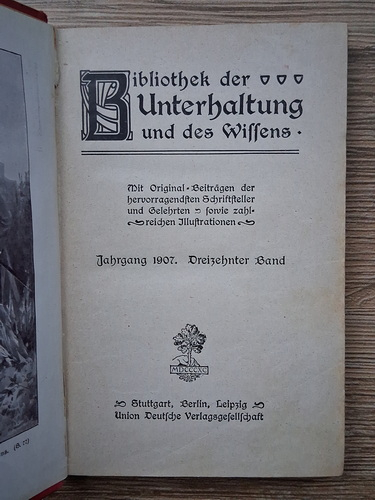 Bibliothek der
Unterhaltung
und des Wissens.
Mit Original-Beiträgen der
hervorragendsten Schriftsteller
und Gelehrten sowie zahl-
reichen Illustrationen
Jahrgang 1907. Dreizehnter Band
MDCCCXC
Stuttgart, Berlin, Leipzig
Union Deutsche Verlagsgesellschaft